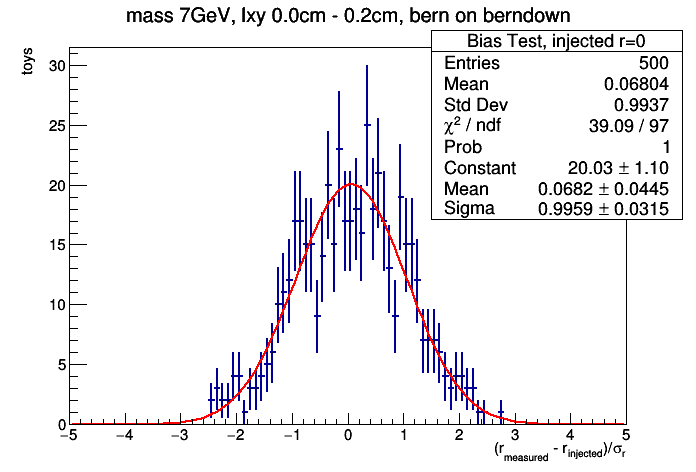 mass 7GeV, lxy 0.0cm - 0.2cm, bern on berndown
Bias Test, injected r=0
Entries 500
Mean 0.06804
Std Dev 0.9937
χ² / ndf 39.09 / 97
Prob 1
Constant 20.03 ± 1.10
Mean 0.0682 ± 0.0445
Sigma 0.9959 ± 0.0315
toys
30
25
20
15
10
5
0
−5 −4 −3 −2 −1 0 1 2 3 4 5
(r_measured - r_injected)/σ_r